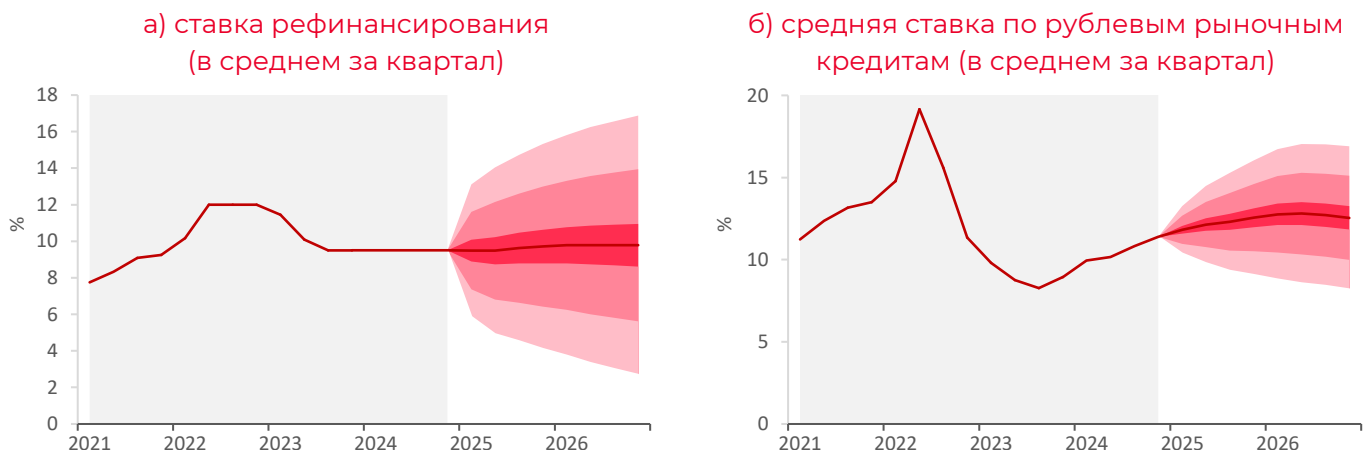 а) ставка рефинансирования
(в среднем за квартал)
18
16
14
12
10
8
6
4
2
0
%
2021 2022 2023 2024 2025 2026
б) средняя ставка по рублевым рыночным
кредитам (в среднем за квартал)
20
15
10
5
0
%
2021 2022 2023 2024 2025 2026